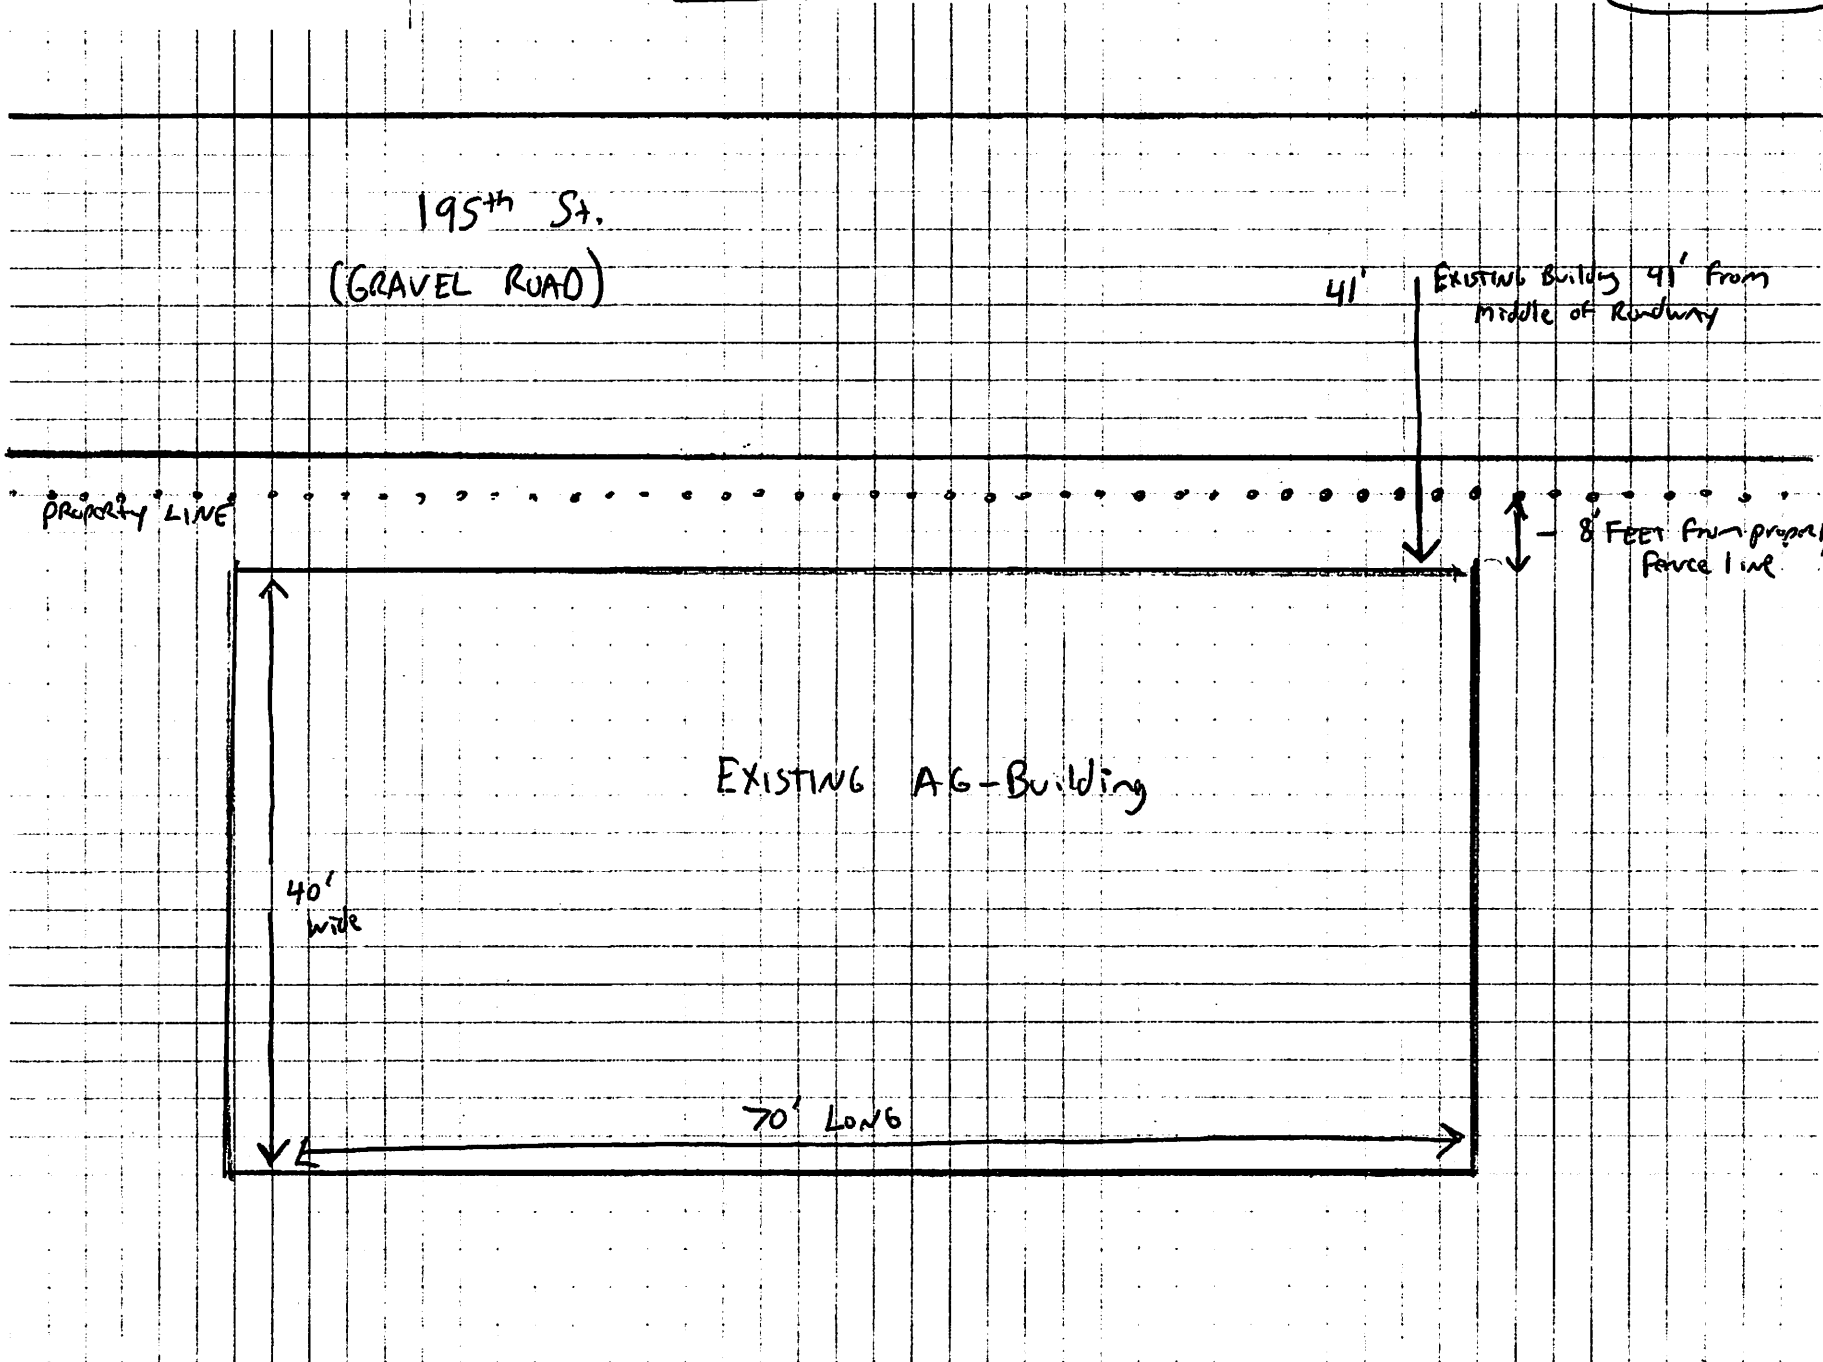 195th St.
(GRAVEL ROAD)
41'
EXISTING Building 41' From
Middle of Roadway
PROPERTY LINE
- 8' FEET From proper
Fence line
EXISTING AG-Building
40'
wide
70' LONG